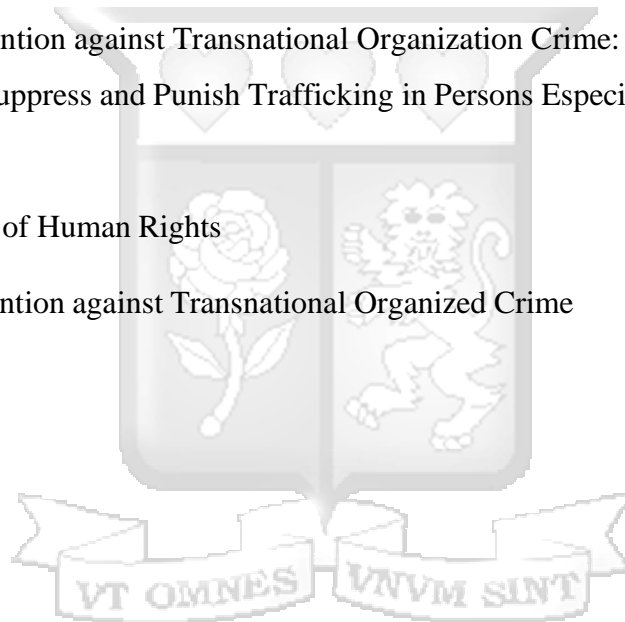 ntion against Transnational Organization Crime:
uppress and Punish Trafficking in Persons Especi
of Human Rights
ntion against Transnational Organized Crime
VT OMNES VNVM SINT